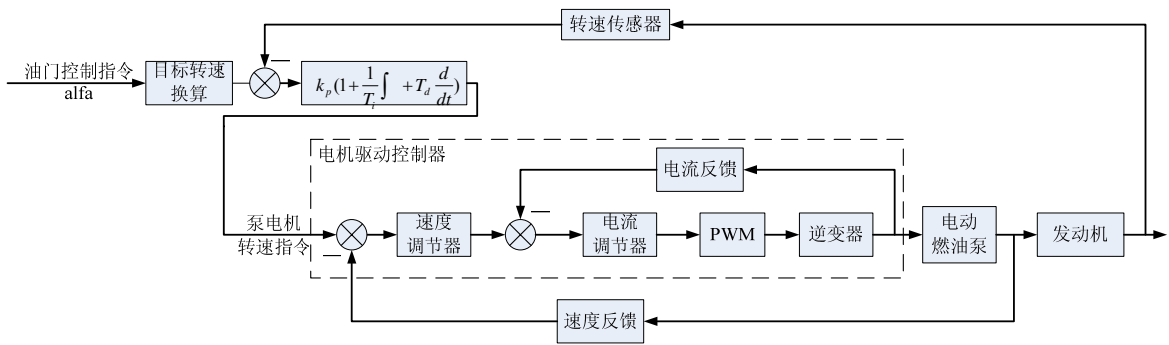 转速传感器
油门控制指令
alfa
目标转速
换算
k_p(1+\frac{1}{T_i}∫ +T_d\frac{d}{dt})
电机驱动控制器
电流反馈
泵电机
转速指令
速度
调节器
电流
调节器
PWM
逆变器
电动
燃油泵
发动机
速度反馈